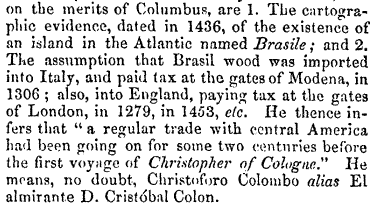 on the merits of Columbus, are 1. The cartogra-
phic evidence, dated in 1436, of the existence of
an island in the Atlantic named Brasile; and 2.
The assumption that Brasil wood was imported
into Italy, and paid tax at the gates of Modena, in
1306; also, into England, paying tax at the gates
of London, in 1279, in 1453, etc. He thence in-
fers that "a regular trade with central America
had been going on for some two centuries before
the first voyage of Christopher of Cologne." He
means, no doubt, Christoforo Colombo alias El
almirante D. Cristóbal Colon.